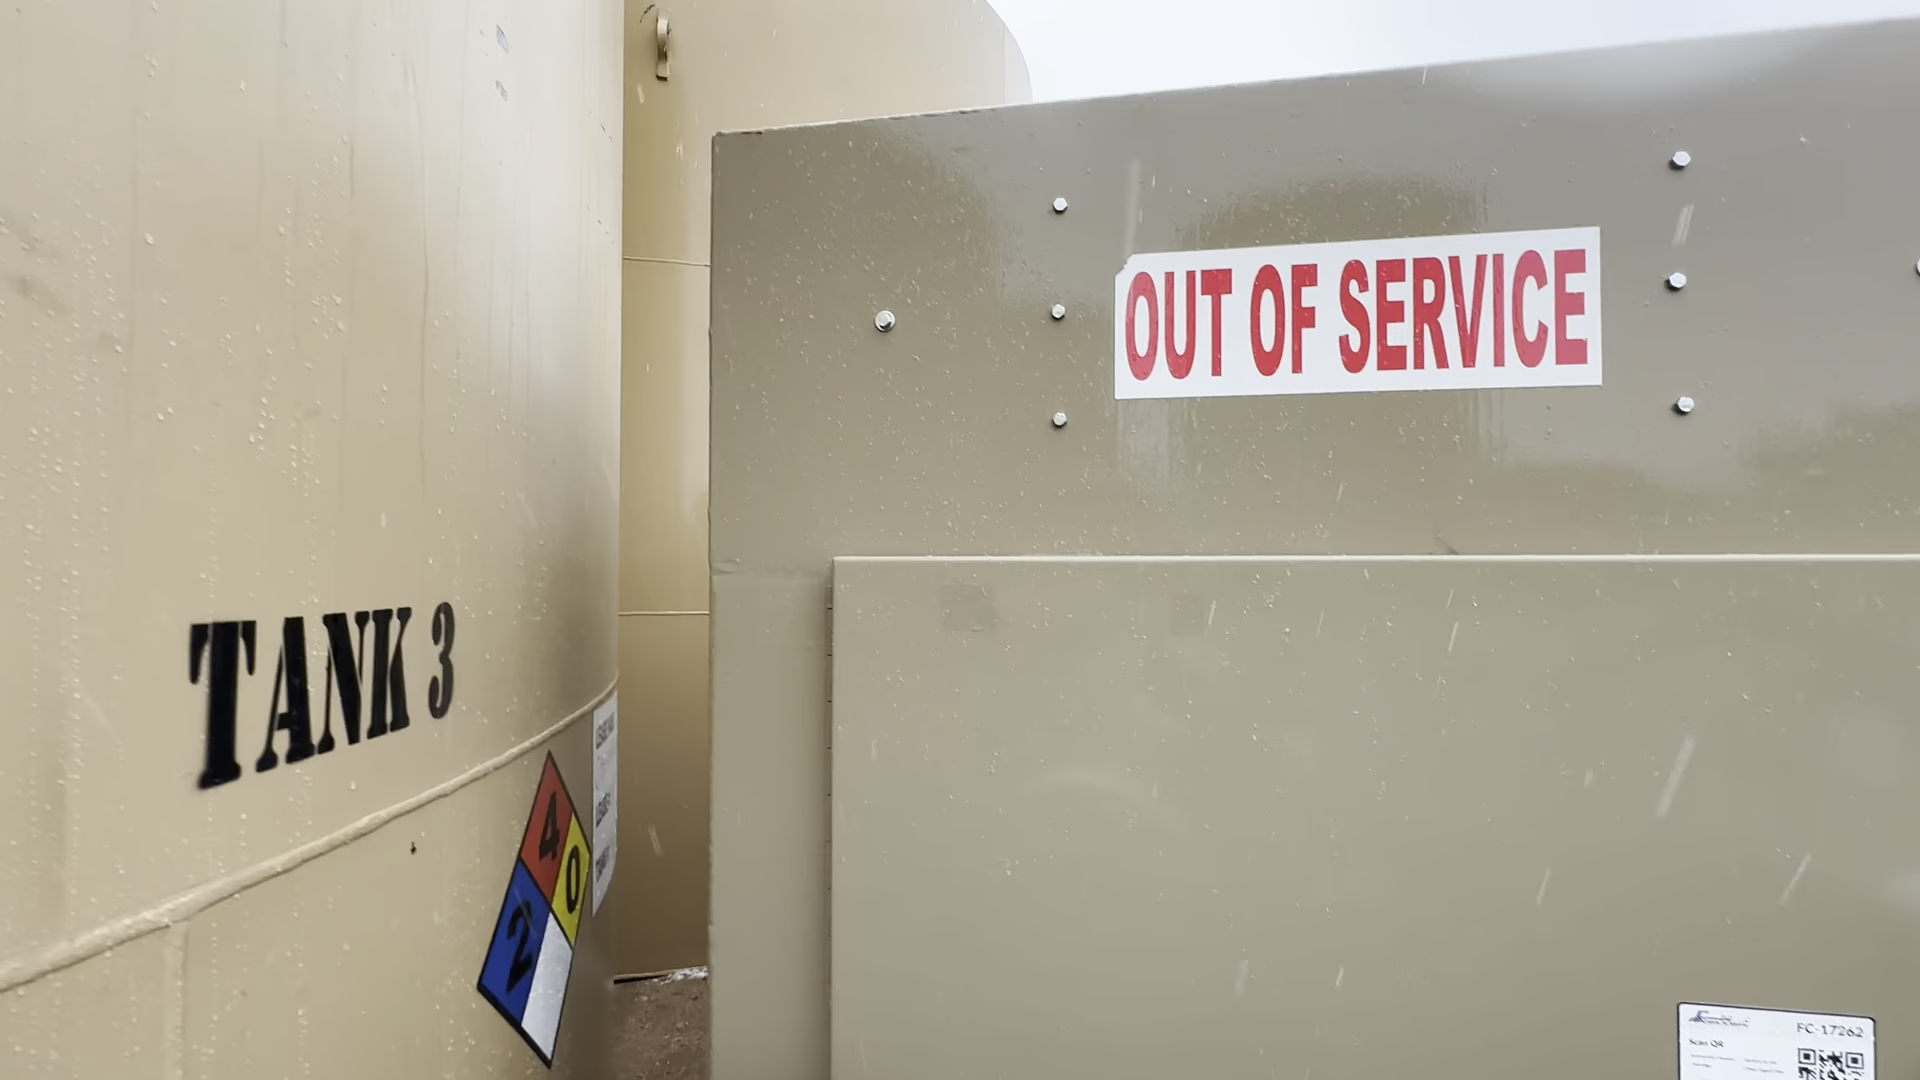 OUT OF SERVICE
TANK 3
4
0
2
FC-17262
Scan QR